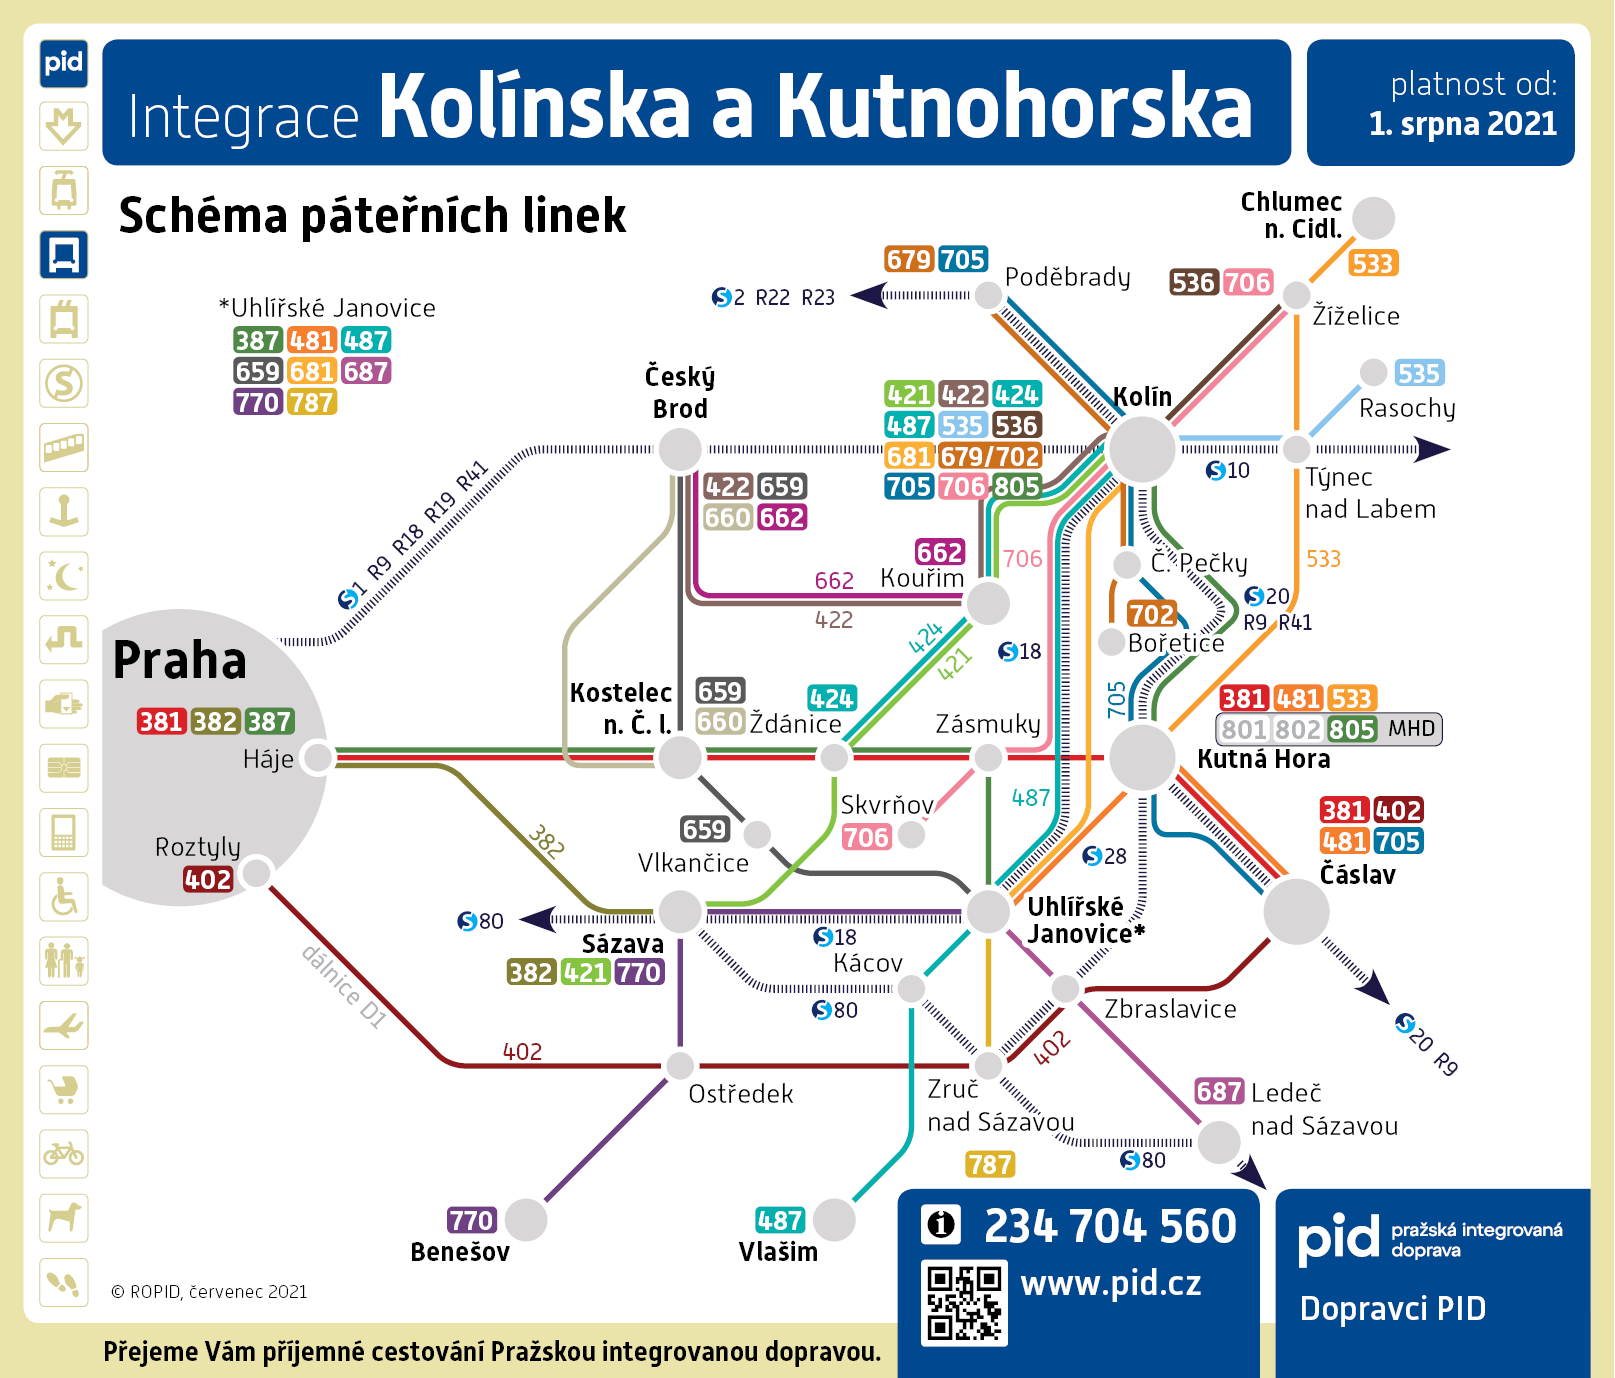 pid
Integrace Kolínska a Kutnohorska
platnost od:
1. srpna 2021
Schéma páteřních linek
*Uhlířské Janovice
387 481 487
659 681 687
770 787
Chlumec
n. Cidl.
533
679 705
Poděbrady
S2 R22 R23
536 706
Žíželice
Český
Brod
Kolín
535
Rasochy
421 422 424
487 535 536
681 679/702
705 706 805
S10
Týnec
nad Labem
422 659
660 662
S1 R9 R18 R19 R41
662
Kouřim
706
Č. Pečky
533
662
422
S20
R9 R41
702
Bořetice
424
421
S18
Praha
381 382 387
Háje
Kostelec
n. Č. l.
659
660
424
Ždánice
Zásmuky
705
381 481 533
801 802 805 MHD
Kutná Hora
487
Skvrňov
706
382
659
Vlkančice
Roztyly
402
S28
381 402
481 705
Čáslav
S80
Sázava
382 421 770
S18
Kácov
Uhlířské
Janovice*
dálnice D1
S80
Zbraslavice
S20 R9
402
402
Ostředek
Zruč
nad Sázavou
687 Ledeč
nad Sázavou
787
S80
770
Benešov
487
Vlašim
234 704 560
www.pid.cz
pid pražská integrovaná
doprava
Dopravci PID
© ROPID, červenec 2021
Přejeme Vám příjemné cestování Pražskou integrovanou dopravou.